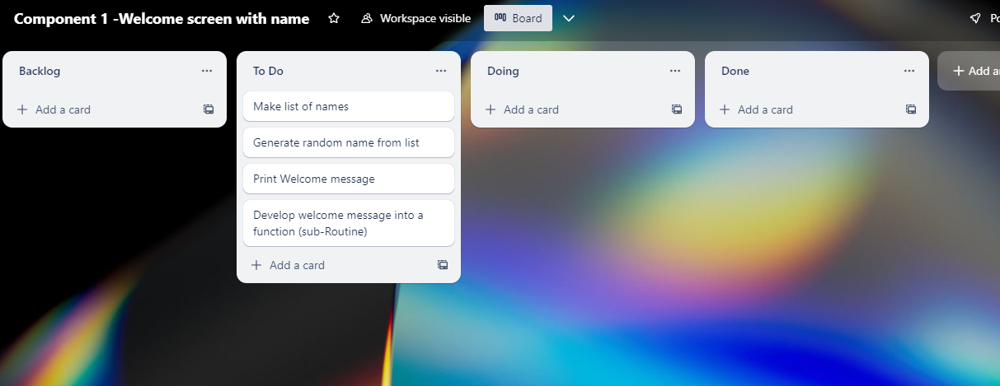 Component 1 -Welcome screen with name
Workspace visible
Board
Backlog
Add a card
To Do
Make list of names
Generate random name from list
Print Welcome message
Develop welcome message into a
function (sub-Routine)
Add a card
Doing
Add a card
Done
Add a card
Add